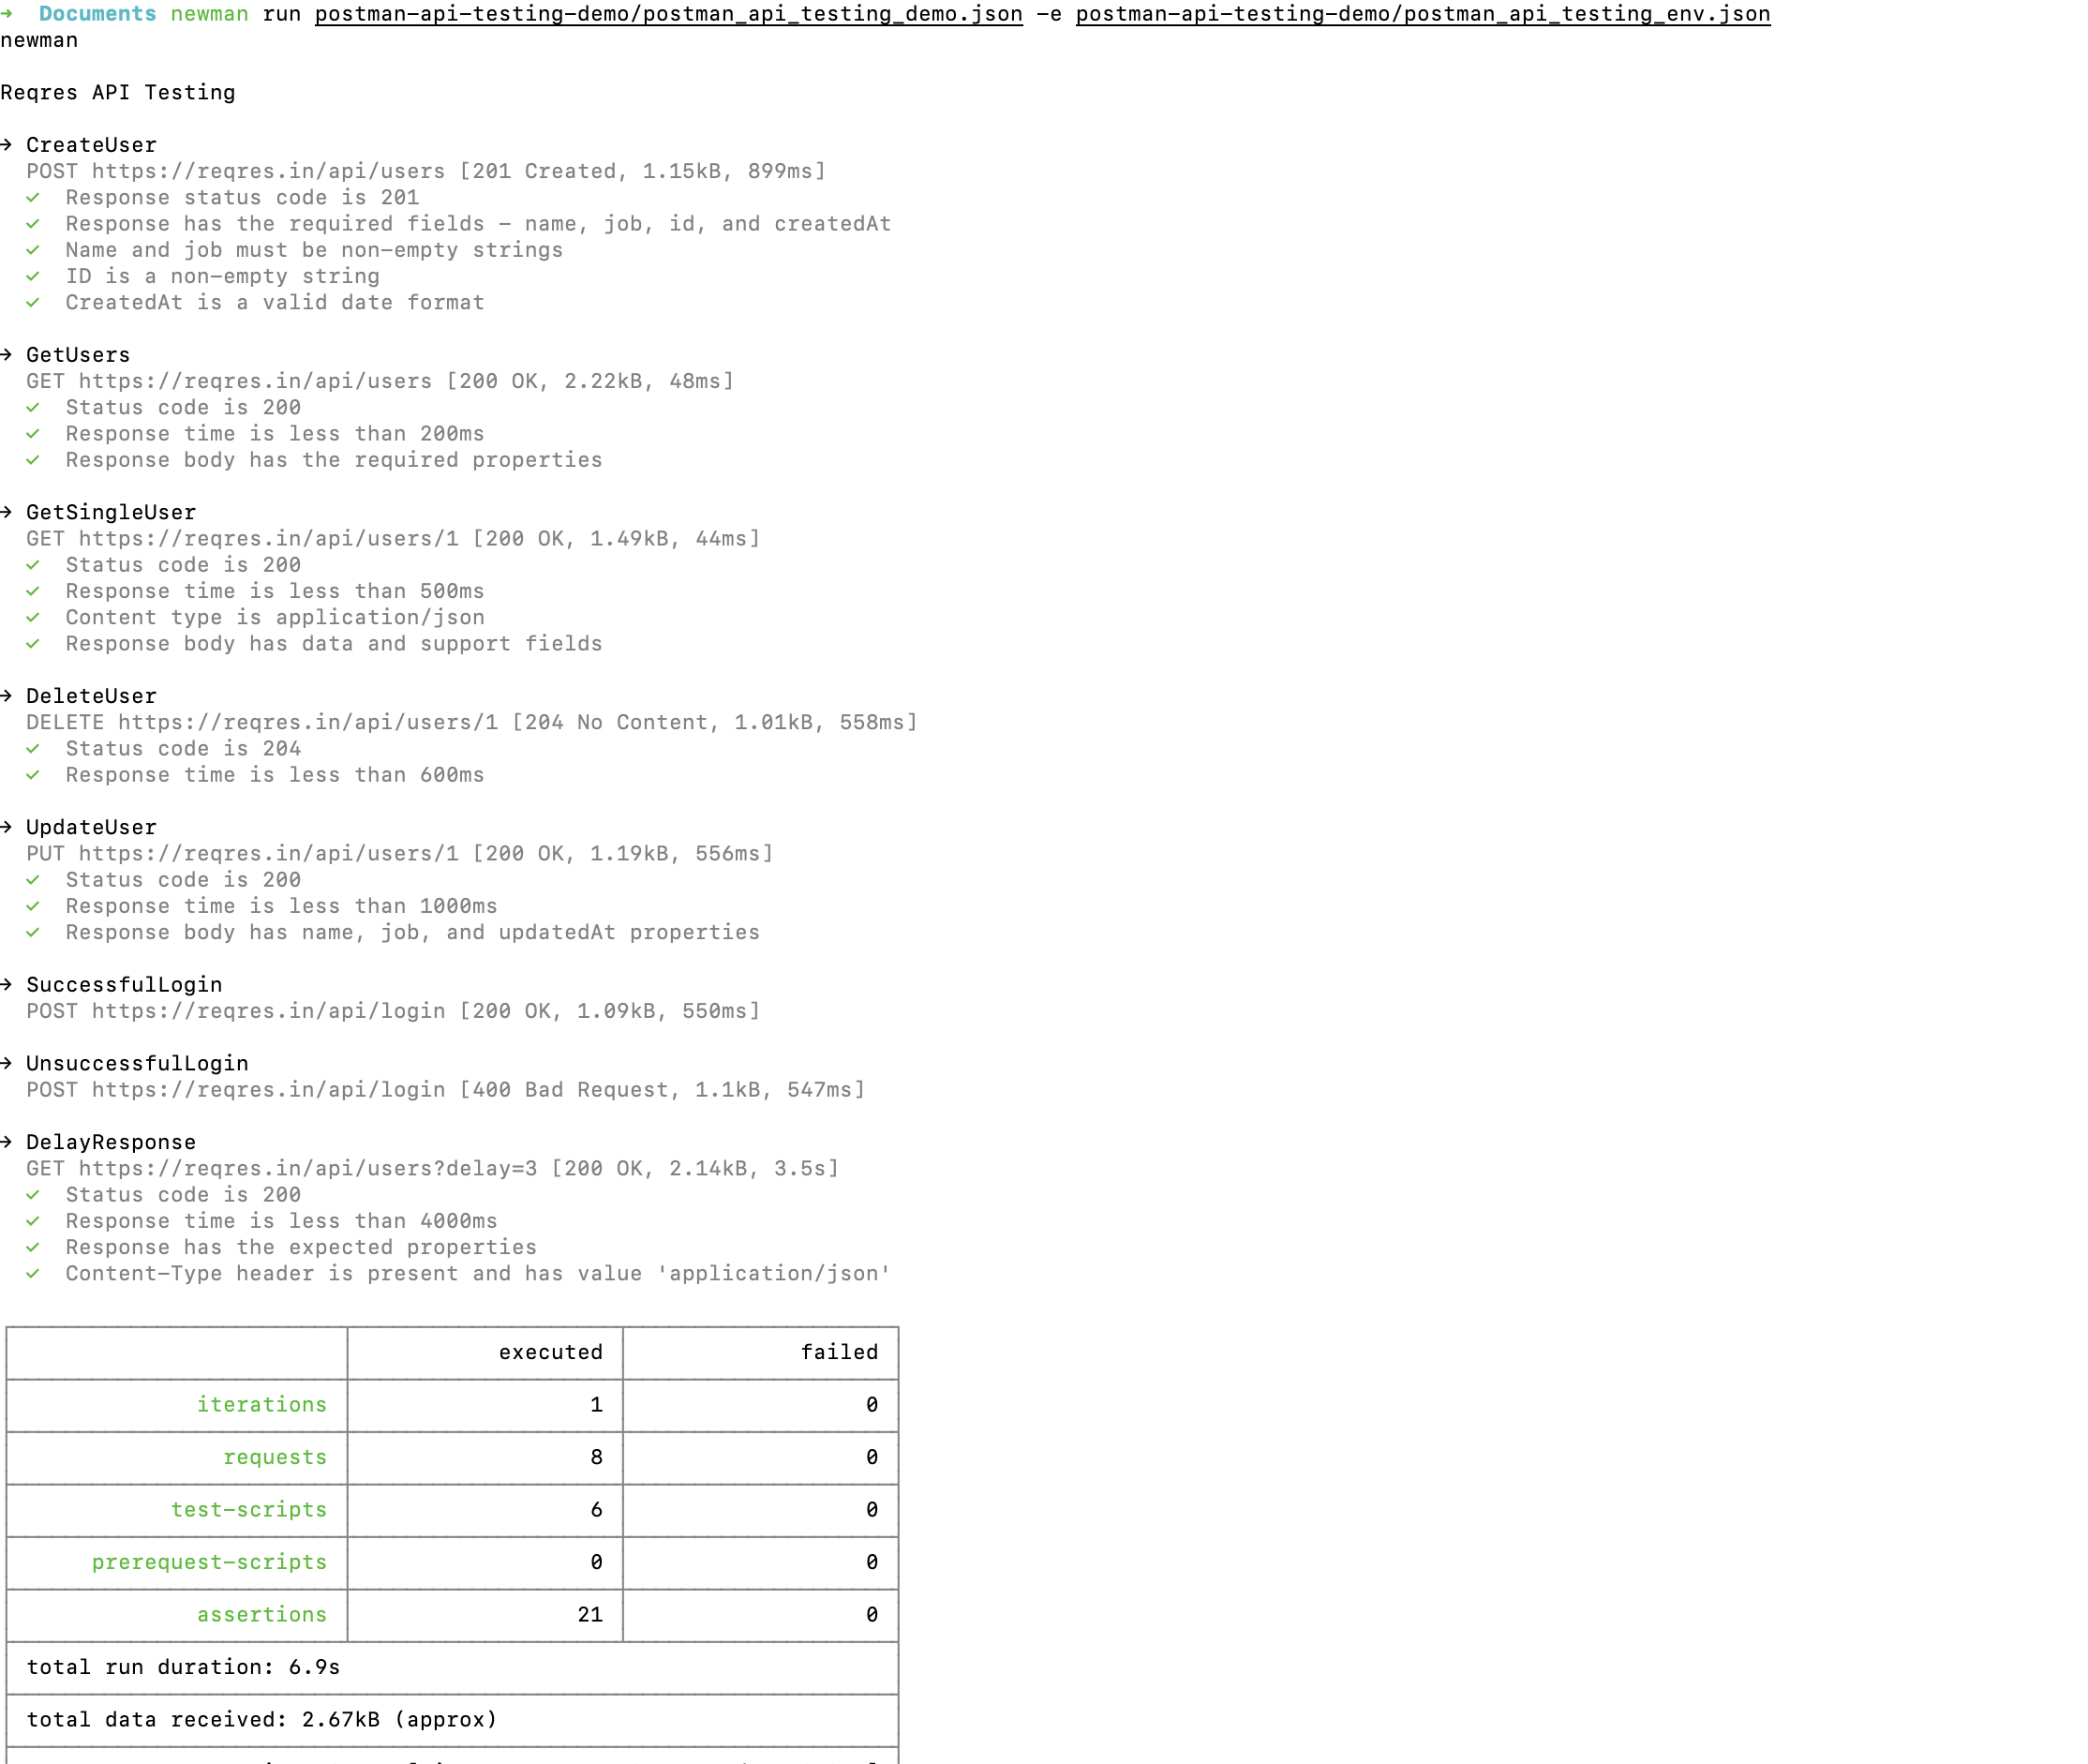 → Documents newman run postman-api-testing-demo/postman_api_testing_demo.json -e postman-api-testing-demo/postman_api_testing_env.json
newman

Reqres API Testing

→ CreateUser
POST https://reqres.in/api/users [201 Created, 1.15kB, 899ms]
✓ Response status code is 201
✓ Response has the required fields - name, job, id, and createdAt
✓ Name and job must be non-empty strings
✓ ID is a non-empty string
✓ CreatedAt is a valid date format

→ GetUsers
GET https://reqres.in/api/users [200 OK, 2.22kB, 48ms]
✓ Status code is 200
✓ Response time is less than 200ms
✓ Response body has the required properties

→ GetSingleUser
GET https://reqres.in/api/users/1 [200 OK, 1.49kB, 44ms]
✓ Status code is 200
✓ Response time is less than 500ms
✓ Content type is application/json
✓ Response body has data and support fields

→ DeleteUser
DELETE https://reqres.in/api/users/1 [204 No Content, 1.01kB, 558ms]
✓ Status code is 204
✓ Response time is less than 600ms

→ UpdateUser
PUT https://reqres.in/api/users/1 [200 OK, 1.19kB, 556ms]
✓ Status code is 200
✓ Response time is less than 1000ms
✓ Response body has name, job, and updatedAt properties

→ SuccessfulLogin
POST https://reqres.in/api/login [200 OK, 1.09kB, 550ms]

→ UnsuccessfulLogin
POST https://reqres.in/api/login [400 Bad Request, 1.1kB, 547ms]

→ DelayResponse
GET https://reqres.in/api/users?delay=3 [200 OK, 2.14kB, 3.5s]
✓ Status code is 200
✓ Response time is less than 4000ms
✓ Response has the expected properties
✓ Content-Type header is present and has value 'application/json'

executed failed
iterations 1 0
requests 8 0
test-scripts 6 0
prerequest-scripts 0 0
assertions 21 0
total run duration: 6.9s
total data received: 2.67kB (approx)